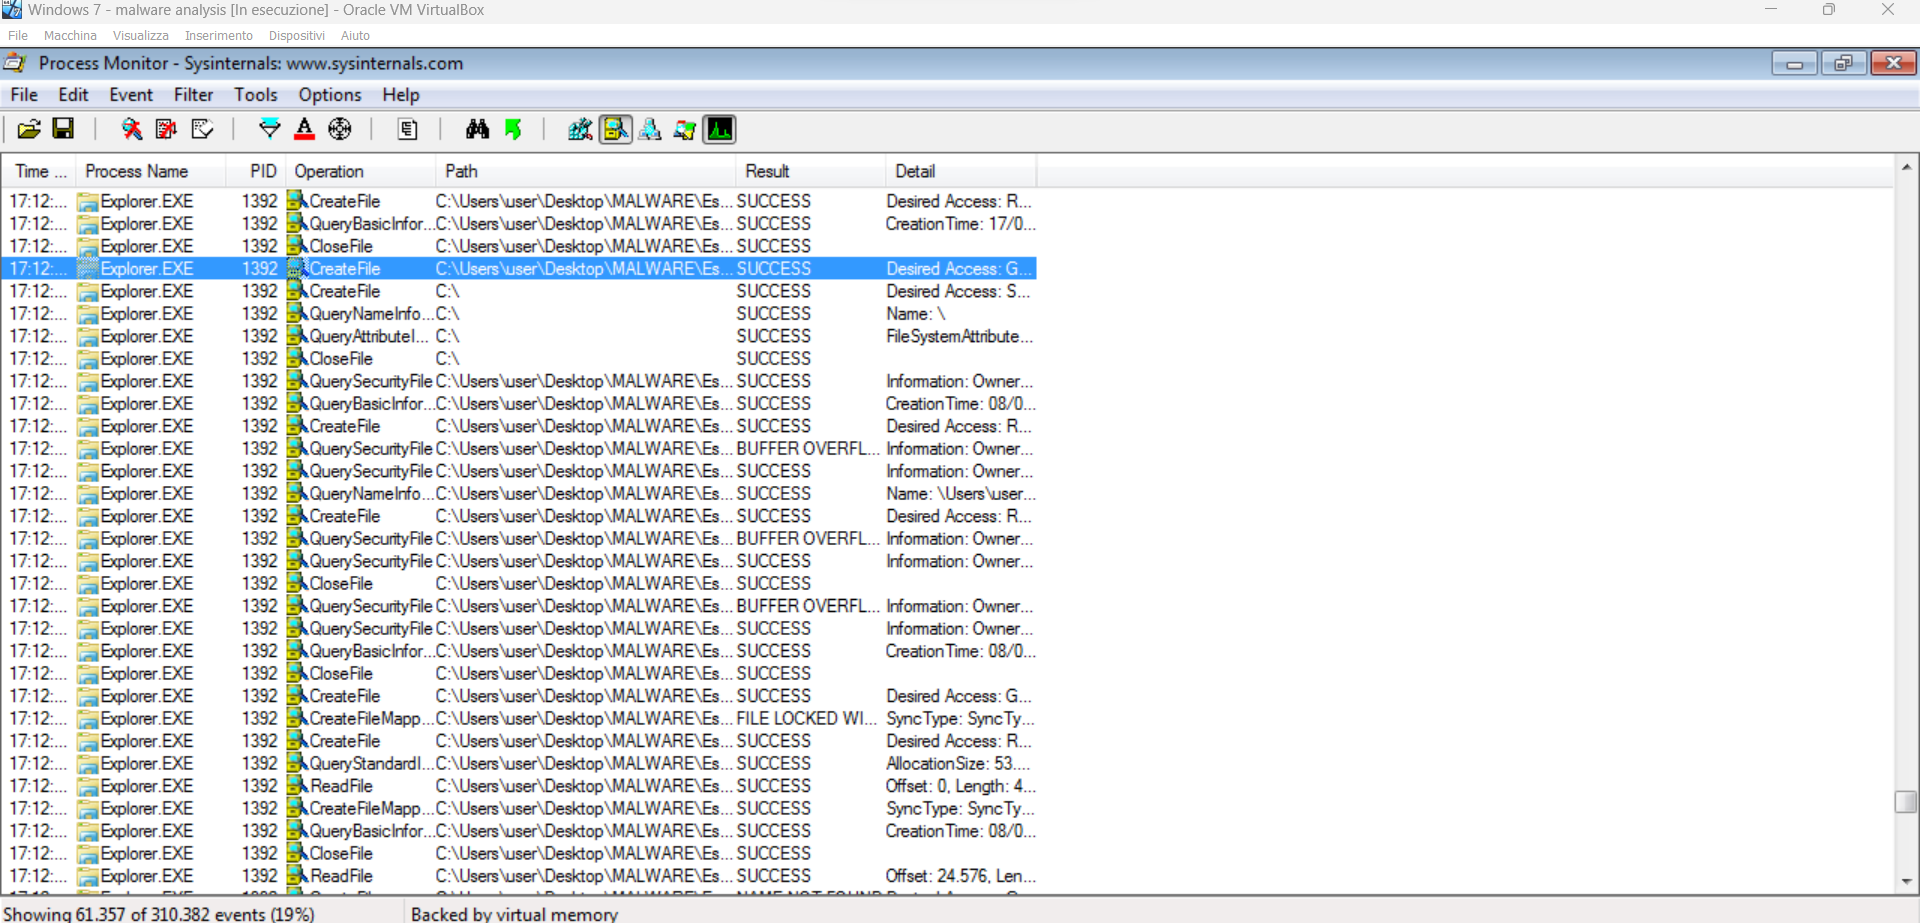 Windows 7 - malware analysis [In esecuzione] - Oracle VM VirtualBox
File Macchina Visualizza Inserimento Dispositivi Aiuto
Process Monitor - Sysinternals: www.sysinternals.com
File Edit Event Filter Tools Options Help
Time ... Process Name PID Operation Path Result Detail
17:12:... Explorer.EXE 1392 CreateFile C:\Users\user\Desktop\MALWARE\Es... SUCCESS Desired Access: R...
17:12:... Explorer.EXE 1392 QueryBasicInfor... C:\Users\user\Desktop\MALWARE\Es... SUCCESS CreationTime: 17/0...
17:12:... Explorer.EXE 1392 CloseFile C:\Users\user\Desktop\MALWARE\Es... SUCCESS
17:12:... Explorer.EXE 1392 CreateFile C:\Users\user\Desktop\MALWARE\Es... SUCCESS Desired Access: G...
17:12:... Explorer.EXE 1392 CreateFile C:\ SUCCESS Desired Access: S...
17:12:... Explorer.EXE 1392 QueryNameInfo... C:\ SUCCESS Name: \
17:12:... Explorer.EXE 1392 QueryAttributeI... C:\ SUCCESS FileSystemAttribute...
17:12:... Explorer.EXE 1392 CloseFile C:\ SUCCESS
17:12:... Explorer.EXE 1392 QuerySecurityFile C:\Users\user\Desktop\MALWARE\Es... SUCCESS Information: Owner...
17:12:... Explorer.EXE 1392 QueryBasicInfor... C:\Users\user\Desktop\MALWARE\Es... SUCCESS CreationTime: 08/0...
17:12:... Explorer.EXE 1392 CreateFile C:\Users\user\Desktop\MALWARE\Es... SUCCESS Desired Access: R...
17:12:... Explorer.EXE 1392 QuerySecurityFile C:\Users\user\Desktop\MALWARE\Es... BUFFER OVERFL... Information: Owner...
17:12:... Explorer.EXE 1392 QuerySecurityFile C:\Users\user\Desktop\MALWARE\Es... SUCCESS Information: Owner...
17:12:... Explorer.EXE 1392 QueryNameInfo... C:\Users\user\Desktop\MALWARE\Es... SUCCESS Name: \Users\user...
17:12:... Explorer.EXE 1392 CreateFile C:\Users\user\Desktop\MALWARE\Es... SUCCESS Desired Access: R...
17:12:... Explorer.EXE 1392 QuerySecurityFile C:\Users\user\Desktop\MALWARE\Es... BUFFER OVERFL... Information: Owner...
17:12:... Explorer.EXE 1392 QuerySecurityFile C:\Users\user\Desktop\MALWARE\Es... SUCCESS Information: Owner...
17:12:... Explorer.EXE 1392 CloseFile C:\Users\user\Desktop\MALWARE\Es... SUCCESS
17:12:... Explorer.EXE 1392 QuerySecurityFile C:\Users\user\Desktop\MALWARE\Es... BUFFER OVERFL... Information: Owner...
17:12:... Explorer.EXE 1392 QuerySecurityFile C:\Users\user\Desktop\MALWARE\Es... SUCCESS Information: Owner...
17:12:... Explorer.EXE 1392 QueryBasicInfor... C:\Users\user\Desktop\MALWARE\Es... SUCCESS CreationTime: 08/0...
17:12:... Explorer.EXE 1392 CloseFile C:\Users\user\Desktop\MALWARE\Es... SUCCESS
17:12:... Explorer.EXE 1392 CreateFile C:\Users\user\Desktop\MALWARE\Es... SUCCESS Desired Access: G...
17:12:... Explorer.EXE 1392 CreateFileMapp... C:\Users\user\Desktop\MALWARE\Es... FILE LOCKED WI... SyncType: SyncTy...
17:12:... Explorer.EXE 1392 CreateFile C:\Users\user\Desktop\MALWARE\Es... SUCCESS Desired Access: R...
17:12:... Explorer.EXE 1392 QueryStandardI... C:\Users\user\Desktop\MALWARE\Es... SUCCESS AllocationSize: 53....
17:12:... Explorer.EXE 1392 ReadFile C:\Users\user\Desktop\MALWARE\Es... SUCCESS Offset: 0, Length: 4...
17:12:... Explorer.EXE 1392 CreateFileMapp... C:\Users\user\Desktop\MALWARE\Es... SUCCESS SyncType: SyncTy...
17:12:... Explorer.EXE 1392 QueryBasicInfor... C:\Users\user\Desktop\MALWARE\Es... SUCCESS CreationTime: 08/0...
17:12:... Explorer.EXE 1392 CloseFile C:\Users\user\Desktop\MALWARE\Es... SUCCESS
17:12:... Explorer.EXE 1392 ReadFile C:\Users\user\Desktop\MALWARE\Es... SUCCESS Offset: 24.576, Len...
Showing 61.357 of 310.382 events (19%) Backed by virtual memory